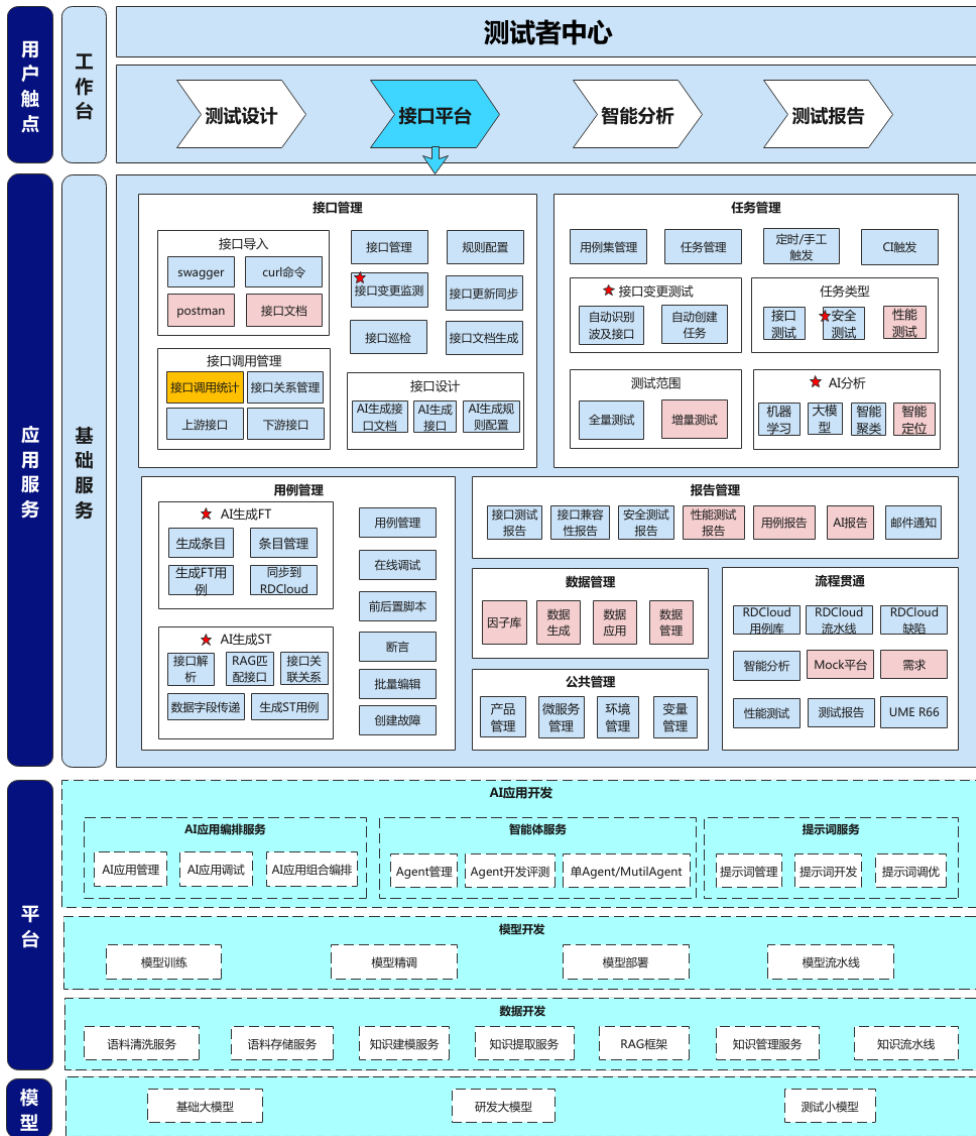 用户触点
工作台
测试者中心
测试设计
接口平台
智能分析
测试报告
应用服务
基础服务
接口管理
接口导入
swagger
curl命令
postman
接口文档
接口管理
规则配置
接口变更监测
接口更新同步
接口巡检
接口文档生成
接口调用管理
接口调用统计
接口关系管理
上游接口
下游接口
接口设计
AI生成接
口文档
AI生成
接口
AI生成规
则配置
任务管理
用例集管理
任务管理
定时/手工
触发
CI触发
接口变更测试
自动识别
波及接口
自动创建
任务
任务类型
接口
测试
安全
测试
性能
测试
测试范围
全量测试
增量测试
AI分析
机器
学习
大模
型
智能
聚类
智能
定位
用例管理
AI生成FT
生成条目
条目管理
生成FT用
例
同步到
RDCloud
AI生成ST
接口解
析
RAG匹
配接口
接口关
联关系
数据字段传递
生成ST用例
用例管理
在线调试
前后置脚本
断言
批量编辑
创建故障
报告管理
接口测试
报告
接口兼容
性报告
安全测试
报告
性能测试
报告
用例报告
AI报告
邮件通知
数据管理
因子库
数据
生成
数据
应用
数据
管理
公共管理
产品
管理
微服务
管理
环境
管理
变量
管理
流程贯通
RDCloud
用例库
RDCloud
流水线
RDCloud
缺陷
智能分析
Mock平台
需求
性能测试
测试报告
UME R66
平台
AI应用开发
AI应用编排服务
AI应用管理
AI应用调试
AI应用组合编排
智能体服务
Agent管理
Agent开发评测
单Agent/MutilAgent
提示词服务
提示词管理
提示词开发
提示词调优
模型开发
模型训练
模型精调
模型部署
模型流水线
数据开发
语料清洗服务
语料存储服务
知识建模服务
知识提取服务
RAG框架
知识管理服务
知识流水线
模型
基础大模型
研发大模型
测试小模型